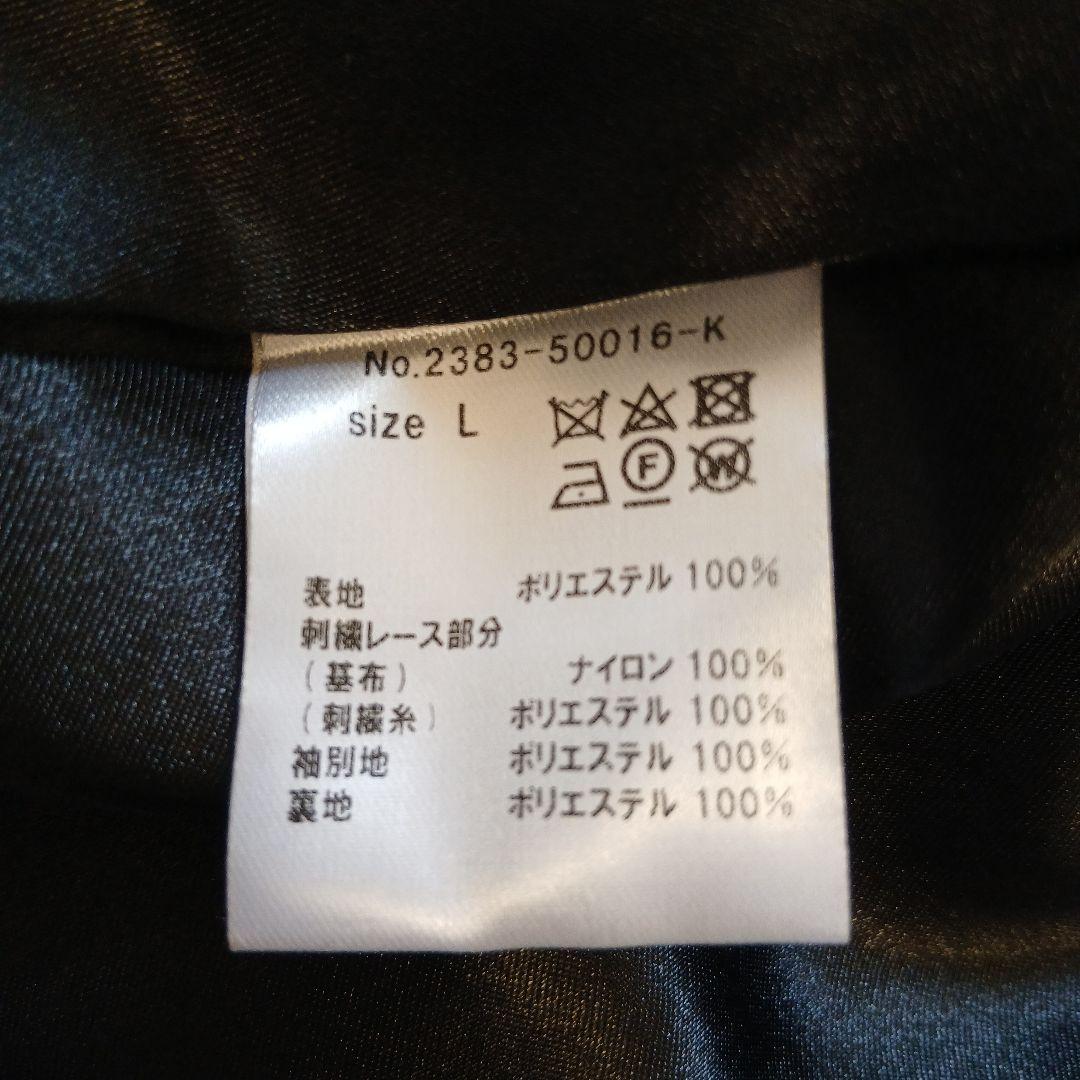 No.2383-50016-K
size L
F
W
表地 ポリエステル 100%
刺繍レース部分
(基布) ナイロン 100%
(刺繍糸) ポリエステル 100%
袖別地 ポリエステル 100%
裏地 ポリエステル 100%